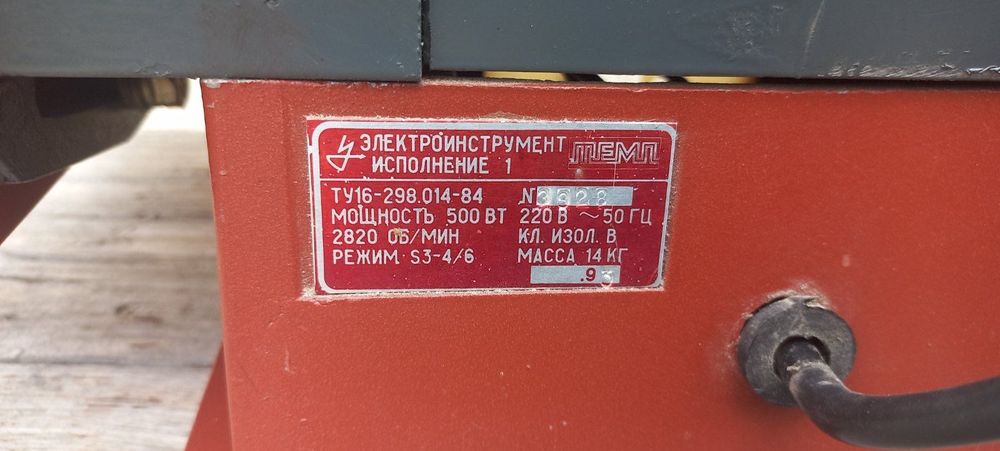 ЭЛЕКТРОИНСТРУМЕНТ ТЕМП
ИСПОЛНЕНИЕ 1
ТУ16-298.014-84 N3628
МОЩНОСТЬ 500 ВТ 220 В ~ 50 ГЦ
2820 ОБ/МИН КЛ. ИЗОЛ. В
РЕЖИМ S3-4/6 МАССА 14 КГ
.93